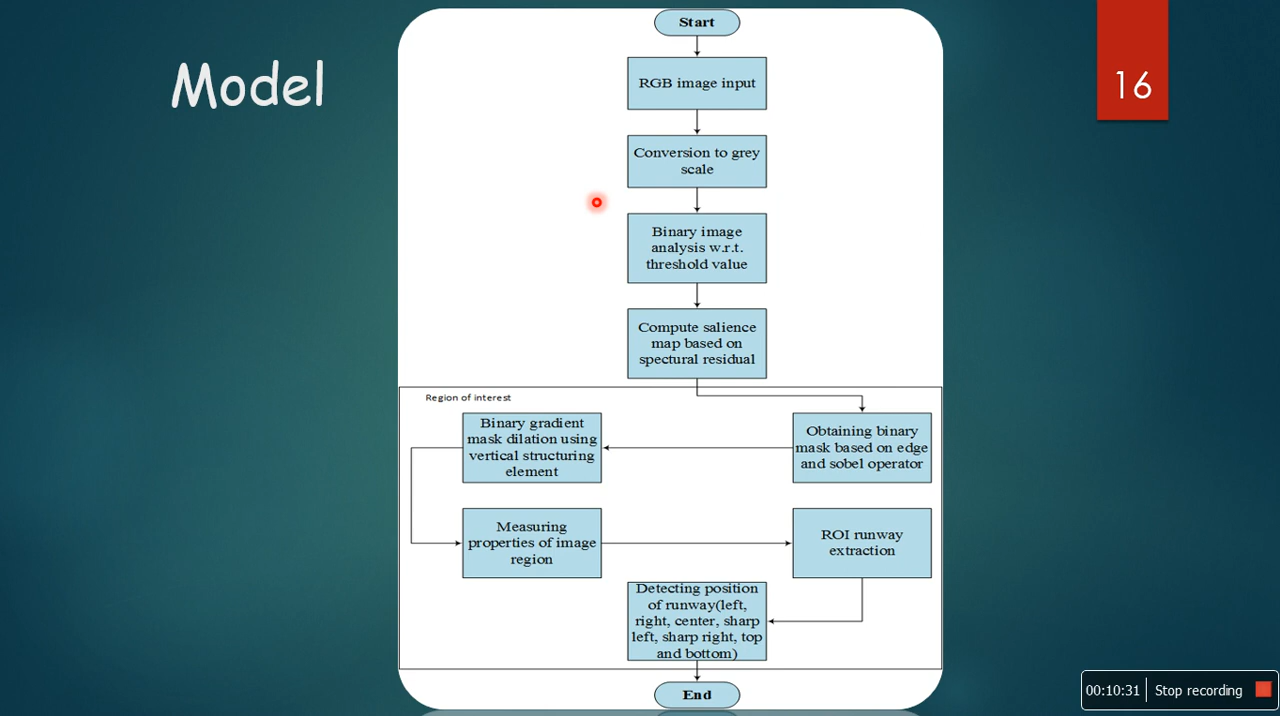 Model
16
Start
RGB image input
Conversion to grey
scale
Binary image
analysis w.r.t.
threshold value
Compute salience
map based on
spectural residual
Region of interest
Obtaining binary
mask based on edge
and sobel operator
Binary gradient
mask dilation using
vertical structuring
element
Measuring
properties of image
region
ROI runway
extraction
Detecting position
of runway(left,
right, center, sharp
left, sharp right, top
and bottom)
End
00:10:31 Stop recording